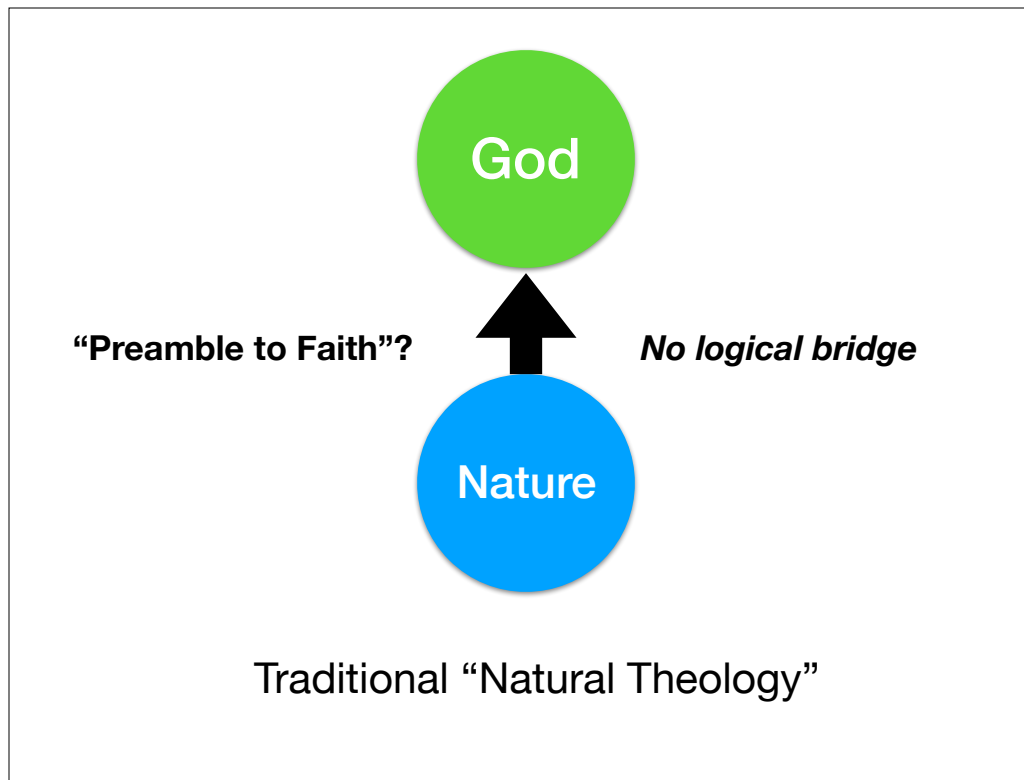 God
“Preamble to Faith”?
No logical bridge
Nature
Traditional “Natural Theology”